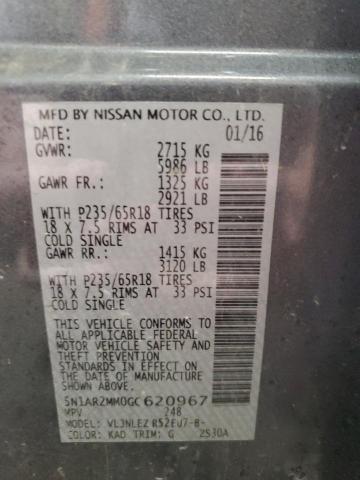 MFD BY NISSAN MOTOR CO., LTD.
DATE: 01/16
GVWR: 2715 KG
5986 LB
GAWR FR.: 1325 KG
2921 LB
WITH P235/65R18 TIRES
18 X 7.5 RIMS AT 33 PSI
COLD SINGLE
GAWR RR.: 1415 KG
3120 LB
WITH P235/65R18 TIRES
18 X 7.5 RIMS AT 33 PSI
COLD SINGLE
THIS VEHICLE CONFORMS TO
ALL APPLICABLE FEDERAL
MOTOR VEHICLE SAFETY, BUMPER,
AND THEFT PREVENTION
STANDARDS IN EFFECT ON THE
DATE OF MANUFACTURE SHOWN
ABOVE.
5N1AR2MM0GC620967
MPV 248
MODEL: VLJNLEZ R52EU7-B-
COLOR: KAD TRIM: G 2S30A